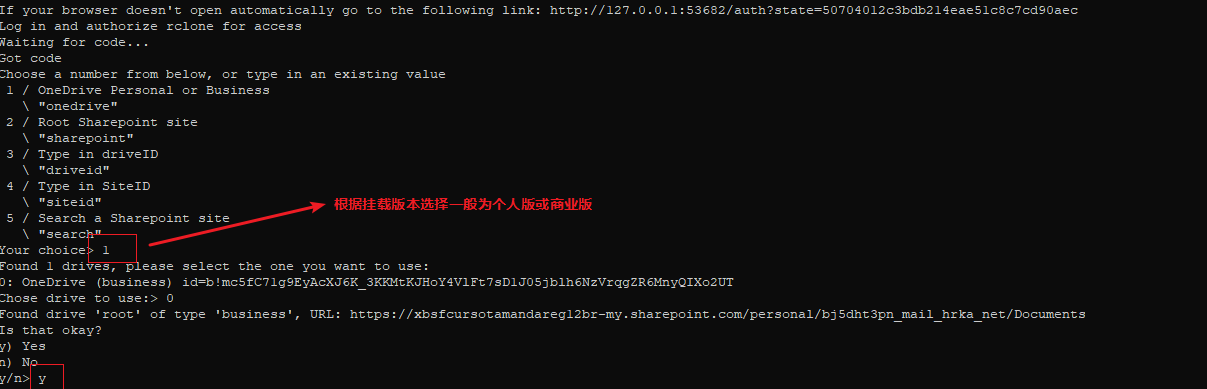 If your browser doesn't open automatically go to the following link: http://127.0.0.1:53682/auth?state=50704012c3bdb214eae51c8c7cd90aec
Log in and authorize rclone for access
Waiting for code...
Got code
Choose a number from below, or type in an existing value
1 / OneDrive Personal or Business
\ "onedrive"
2 / Root Sharepoint site
\ "sharepoint"
3 / Type in driveID
\ "driveid"
4 / Type in SiteID
\ "siteid"
根据挂载版本选择一般为个人版或商业版
5 / Search a Sharepoint site
\ "search"
Your choice> 1
Found 1 drives, please select the one you want to use:
0: OneDrive (business) id=b!mc5fC71g9EyAcXJ6K_3KKMtKJHoY4VlFt7sDlJ05jblh6NzVrqgZR6MnyQIXo2UT
Chose drive to use:> 0
Found drive 'root' of type 'business', URL: https://xbsfcursotamandareg12br-my.sharepoint.com/personal/bj5dht3pn_mail_hrka_net/Documents
Is that okay?
y) Yes
n) No
y/n> y